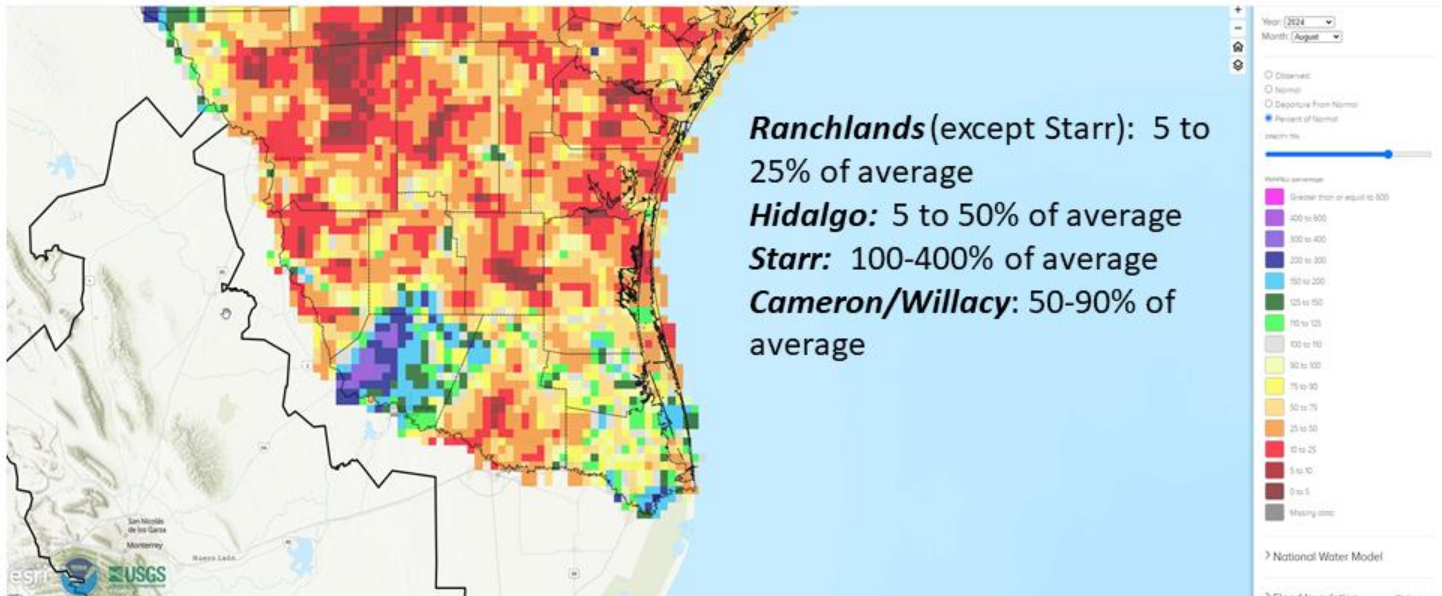 Year: 2024
Month: August
Observed
Normal
Departure From Normal
Percent of Normal
Ranchlands (except Starr): 5 to
25% of average
Hidalgo: 5 to 50% of average
Starr: 100-400% of average
Cameron/Willacy: 50-90% of
average
Greater than or equal to 600
400 to 600
300 to 400
200 to 300
150 to 200
125 to 150
110 to 125
100 to 110
90 to 100
75 to 90
50 to 75
25 to 50
10 to 25
5 to 10
0 to 5
Missing data
San Nicolás
de los Garza
Monterrey
Nuevo León
esri
USGS
National Water Model